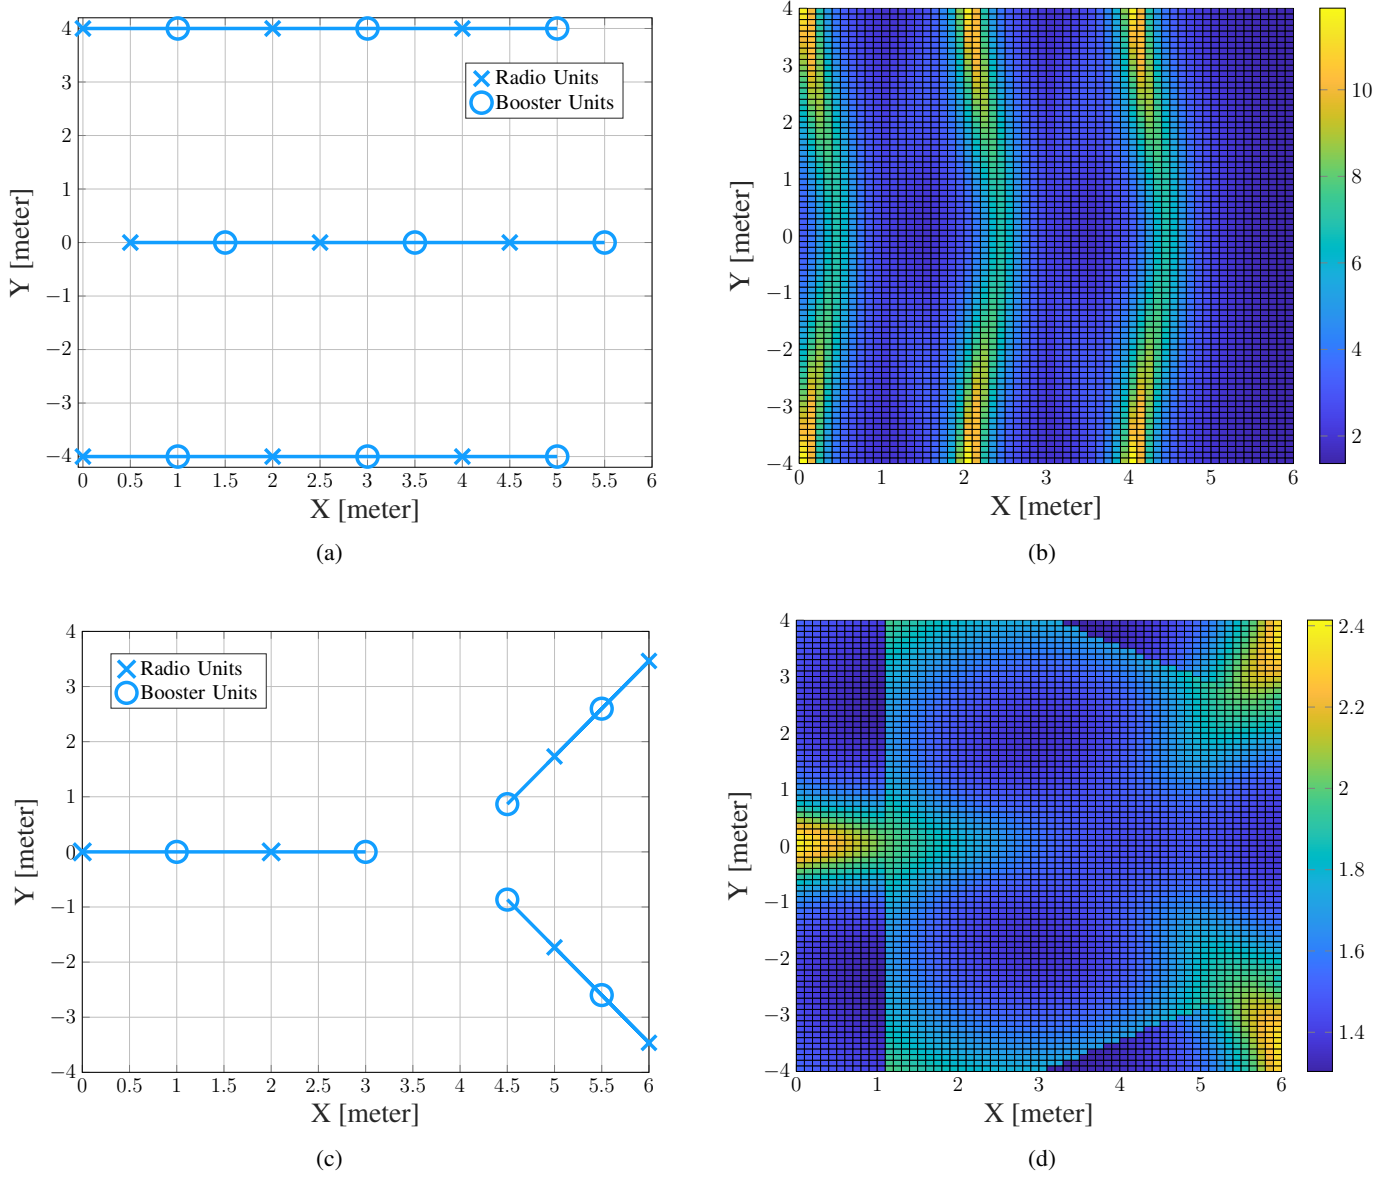 4
3
2
1
0
−1
−2
−3
−4
Y [meter]
Radio Units
Booster Units
0 0.5 1 1.5 2 2.5 3 3.5 4 4.5 5 5.5 6
X [meter]
(a)
4
3
2
1
0
−1
−2
−3
−4
Y [meter]
0 1 2 3 4 5 6
X [meter]
10
8
6
4
2
(b)
4
3
2
1
0
−1
−2
−3
−4
Y [meter]
Radio Units
Booster Units
0 0.5 1 1.5 2 2.5 3 3.5 4 4.5 5 5.5 6
X [meter]
(c)
4
3
2
1
0
−1
−2
−3
−4
Y [meter]
0 1 2 3 4 5 6
X [meter]
2.4
2.2
2
1.8
1.6
1.4
(d)